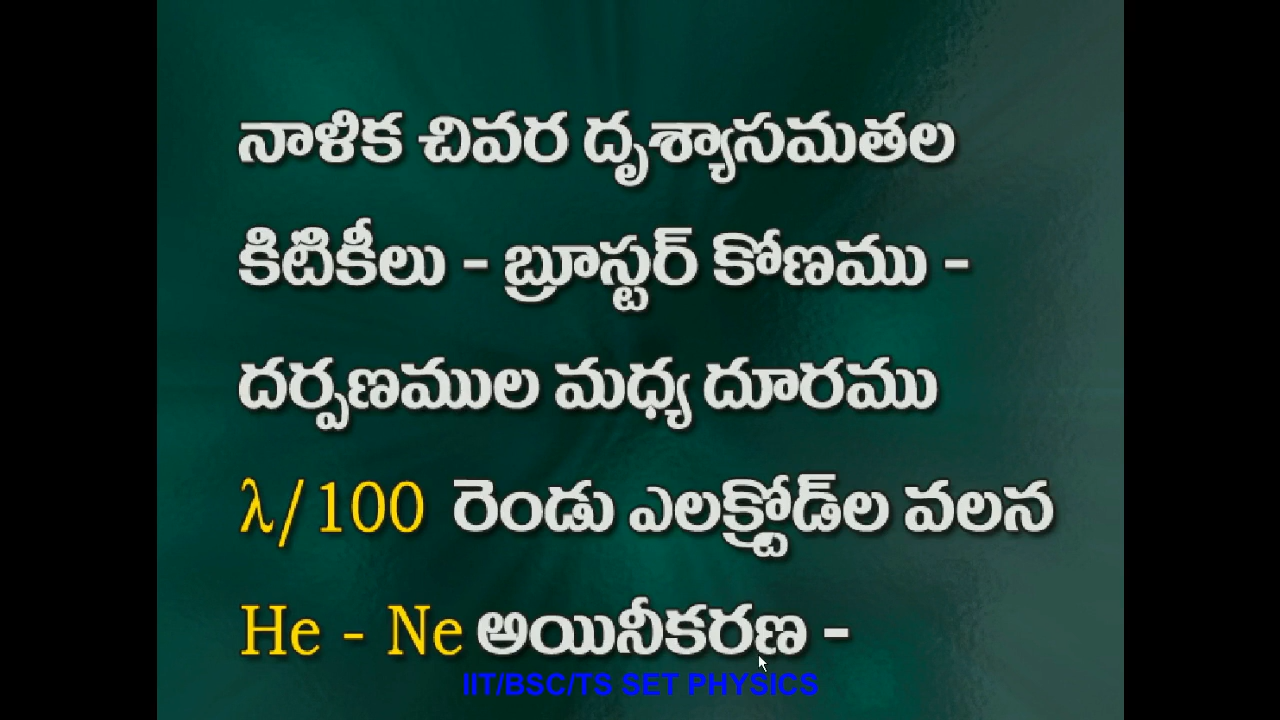 నాళిక చివర దృశ్యాసమతల
కిటికీలు - బ్రూస్టర్ కోణము -
దర్పణముల మధ్య దూరము
λ/100 రెండు ఎలక్ట్రోడ్‌ల వలన
He - Ne అయినీకరణ -
IIT/BSC/TS SET PHYSICS